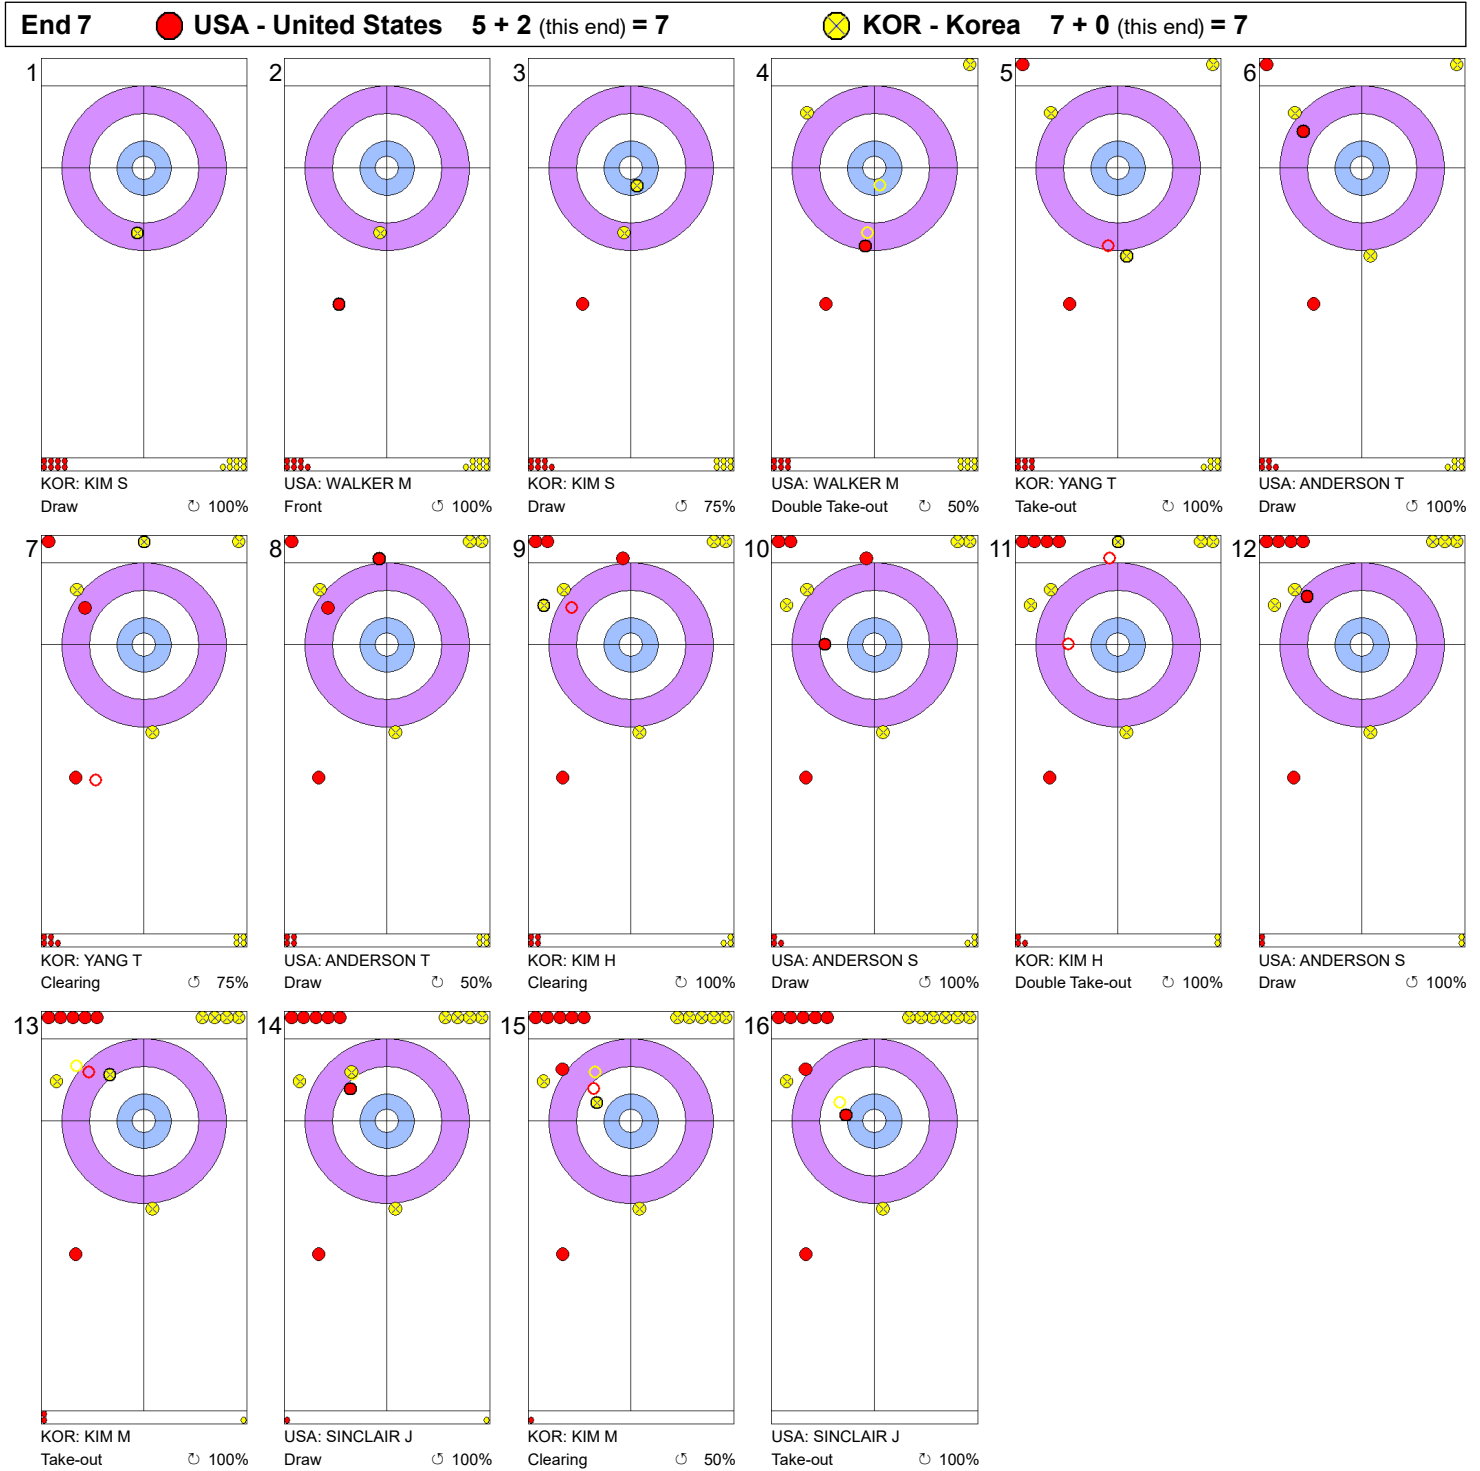 End 7 USA - United States 5 + 2 (this end) = 7 KOR - Korea 7 + 0 (this end) = 7
1 2 3 4 5 6
KOR: KIM S USA: WALKER M KOR: KIM S USA: WALKER M KOR: YANG T USA: ANDERSON T
Draw ↻ 100% Front ↻ 100% Draw ↺ 75% Double Take-out ↻ 50% Take-out ↻ 100% Draw ↻ 100%
7 8 9 10 11 12
KOR: YANG T USA: ANDERSON T KOR: KIM H USA: ANDERSON S KOR: KIM H USA: ANDERSON S
Clearing ↺ 75% Draw ↻ 50% Clearing ↺ 100% Draw ↻ 100% Double Take-out ↻ 100% Draw ↻ 100%
13 14 15 16
KOR: KIM M USA: SINCLAIR J KOR: KIM M USA: SINCLAIR J
Take-out ↻ 100% Draw ↻ 100% Clearing ↺ 50% Take-out ↻ 100%